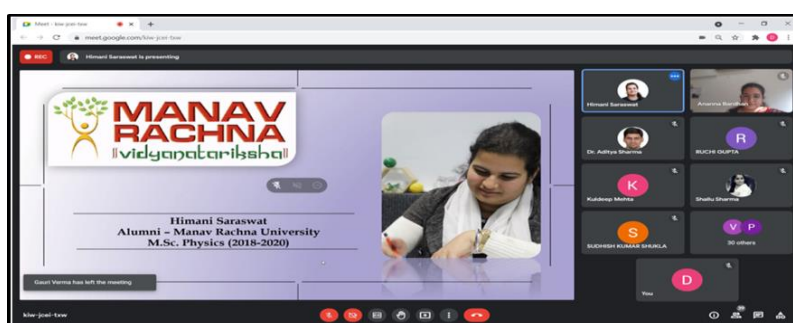 Meet - kiw-jcei-txw
meet.google.com/kiw-jcei-txw
REC
Himani Saraswat is presenting
MANAV
RACHNA
vidyanatariksha
Himani Saraswat
Alumni – Manav Rachna University
M.Sc. Physics (2018-2020)
Gauri Verma has left the meeting
Himani Saraswat
Ananna Bardhan
Dr. Aditya Sharma
R
RUCHI GUPTA
K
Kuldeep Mehta
Shallu Sharma
S
SUDHISH KUMAR SHUKLA
V
P
30 others
D
You
kiw-jcei-txw